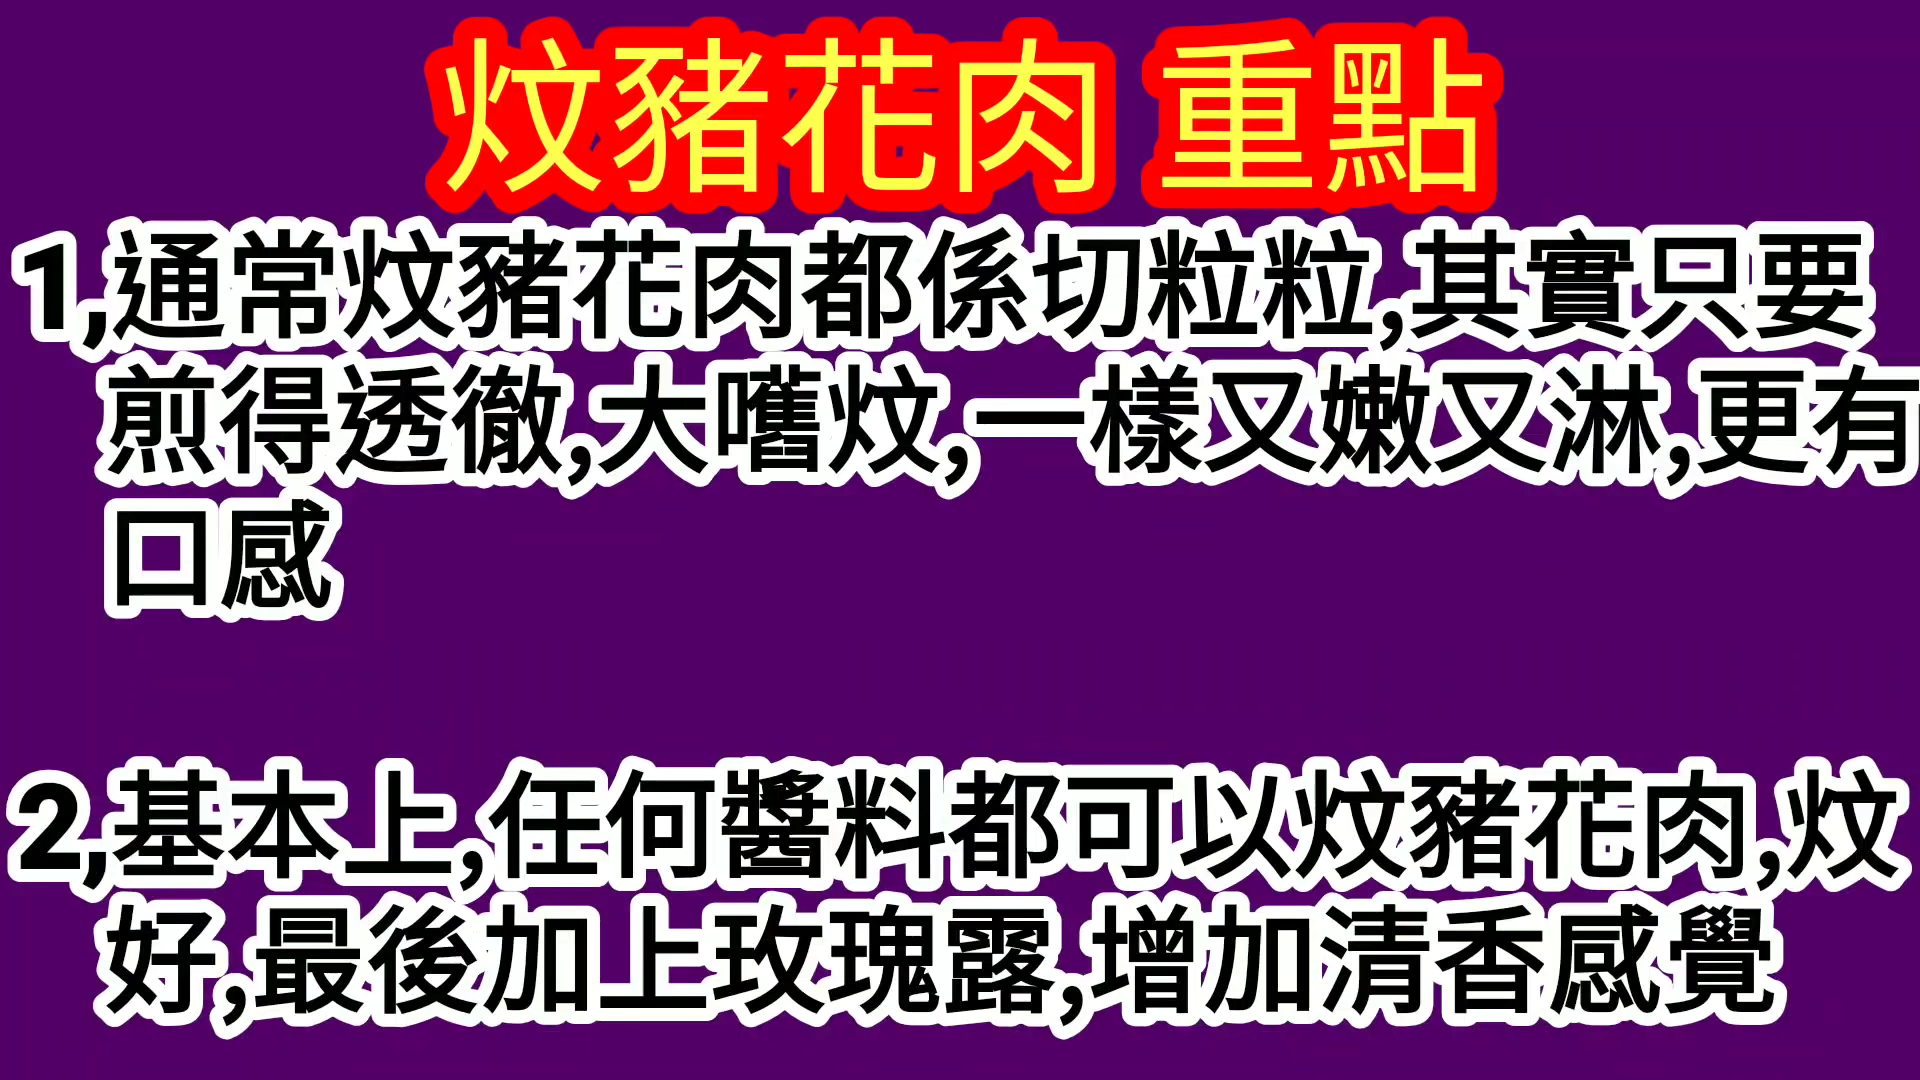 炆豬花肉 重點
1,通常炆豬花肉都係切粒粒,其實只要
煎得透徹,大嚿炆,一樣又嫩又淋,更有
口感
2,基本上,任何醬料都可以炆豬花肉,炆
好,最後加上玫瑰露,增加清香感覺